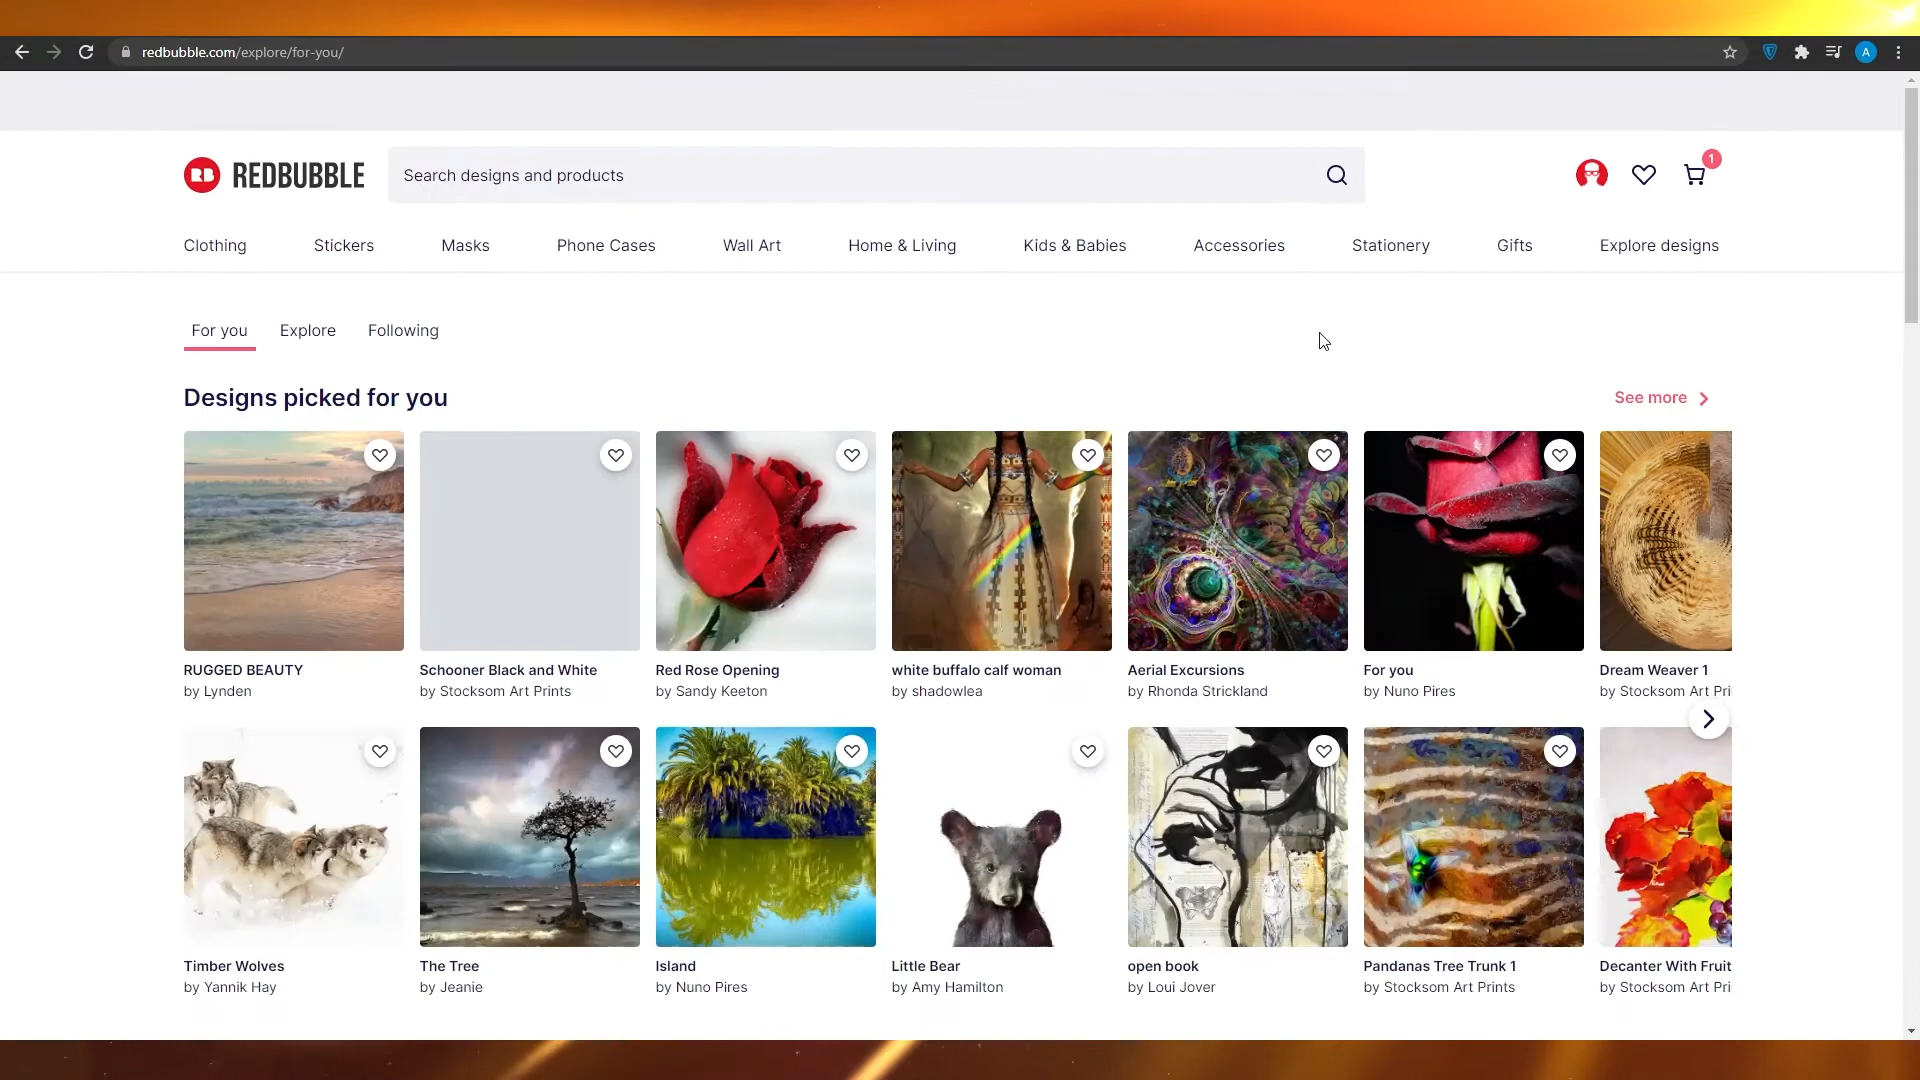 redbubble.com/explore/for-you/
A
RB REDBUBBLE
Search designs and products
1
Clothing Stickers Masks Phone Cases Wall Art Home & Living Kids & Babies Accessories Stationery Gifts Explore designs
For you Explore Following
Designs picked for you
See more
RUGGED BEAUTY
by Lynden
Schooner Black and White
by Stocksom Art Prints
Red Rose Opening
by Sandy Keeton
white buffalo calf woman
by shadowlea
Aerial Excursions
by Rhonda Strickland
For you
by Nuno Pires
Dream Weaver 1
by Stocksom Art Pri
Timber Wolves
by Yannik Hay
The Tree
by Jeanie
Island
by Nuno Pires
Little Bear
by Amy Hamilton
open book
by Loui Jover
Pandanas Tree Trunk 1
by Stocksom Art Prints
Decanter With Fruit
by Stocksom Art Pri